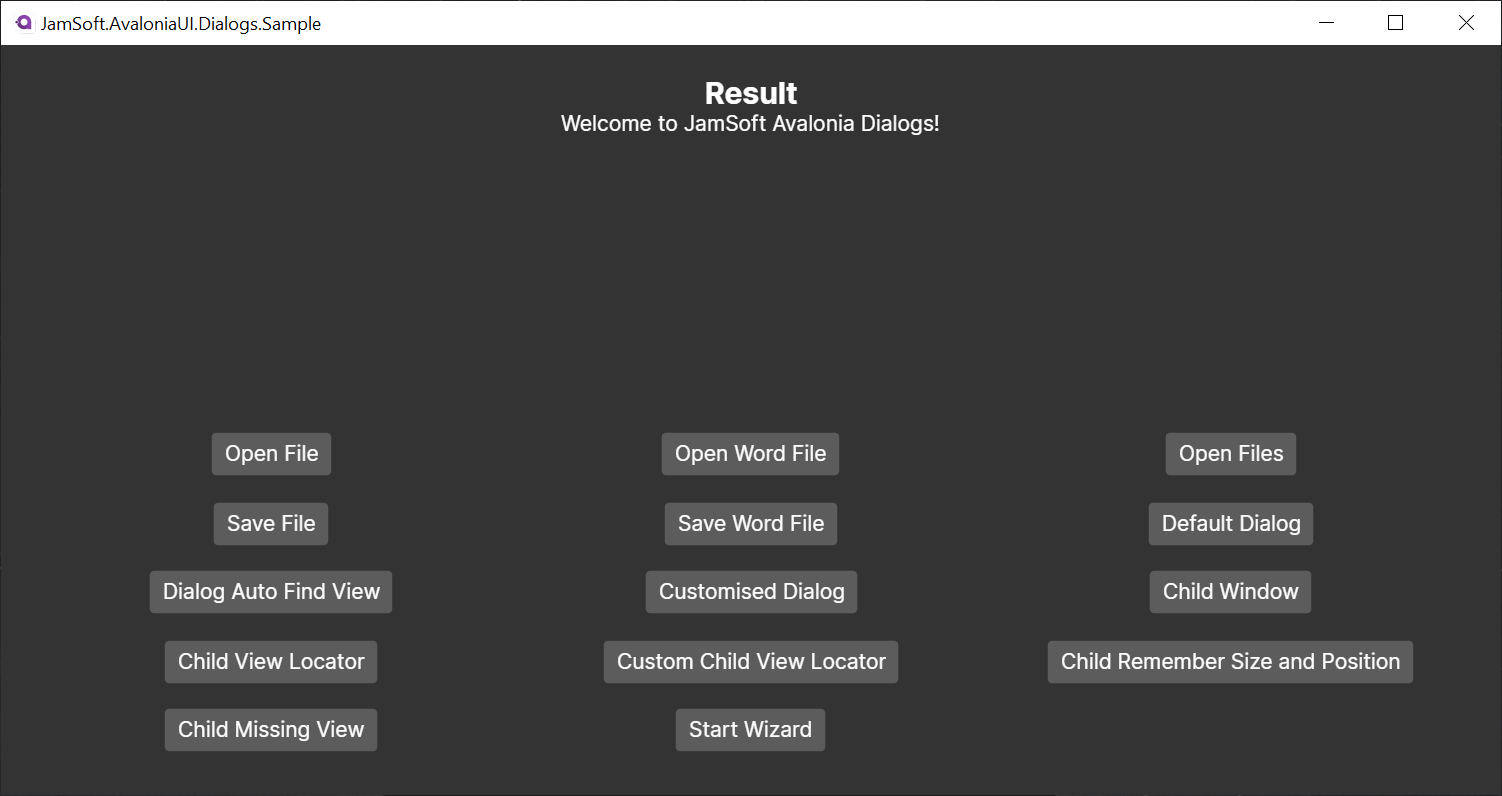 JamSoft.AvaloniaUI.Dialogs.Sample
Result
Welcome to JamSoft Avalonia Dialogs!
Open File
Open Word File
Open Files
Save File
Save Word File
Default Dialog
Dialog Auto Find View
Customised Dialog
Child Window
Child View Locator
Custom Child View Locator
Child Remember Size and Position
Child Missing View
Start Wizard